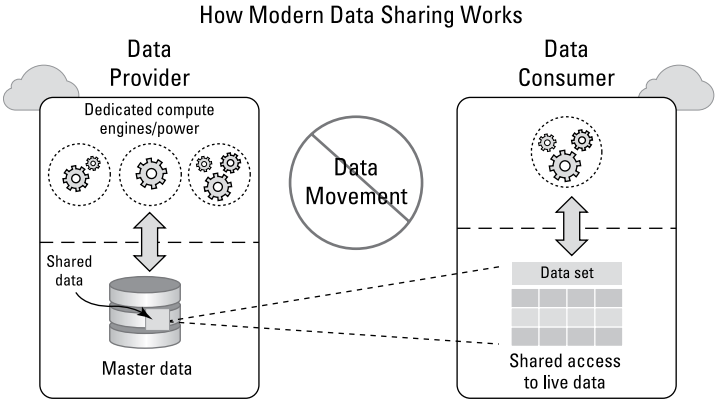 How Modern Data Sharing Works
Data
Provider
Dedicated compute
engines/power
Shared
data
Master data
Data
Movement
Data
Consumer
Data set
Shared access
to live data